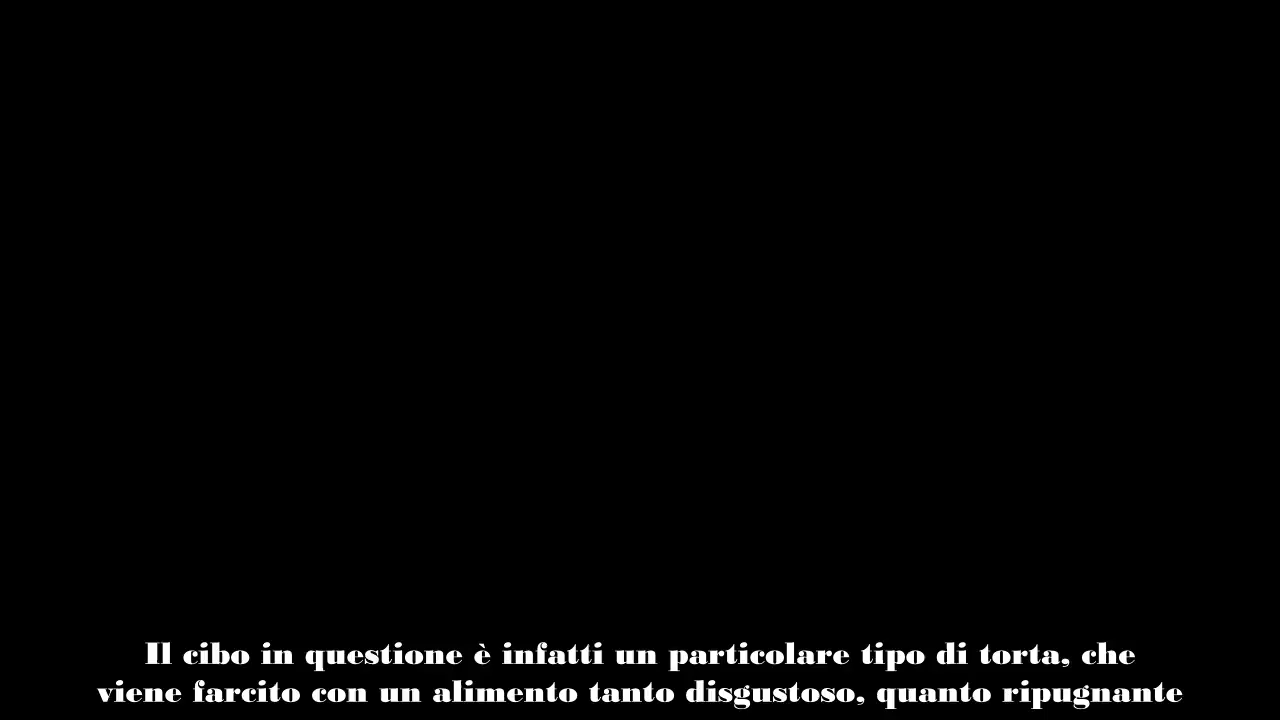 Il cibo in questione è infatti un particolare tipo di torta, che
viene farcito con un alimento tanto disgustoso, quanto ripugnante